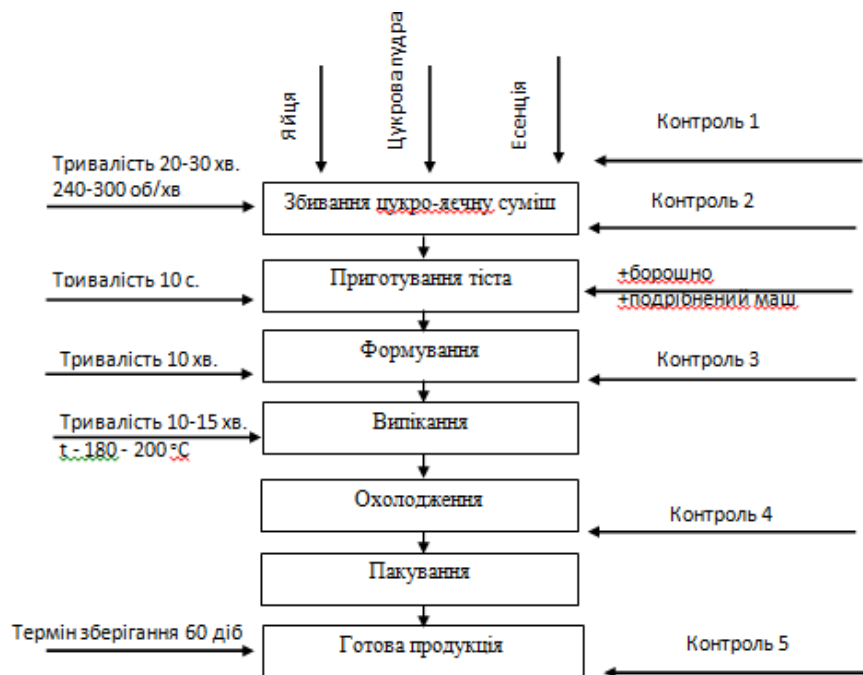 Яйця
Цукрова пудра
Есенція
Контроль 1
Тривалість 20-30 хв.
240-300 об/хв
Збивання цукро-яєчну суміш
Контроль 2
Тривалість 10 с.
Приготування тіста
+борошно
+подрібнений маш
Формування
Тривалість 10 хв.
Контроль 3
Тривалість 10-15 хв.
t - 180 - 200 °С
Випікання
Охолодження
Контроль 4
Пакування
Термін зберігання 60 діб
Готова продукція
Контроль 5